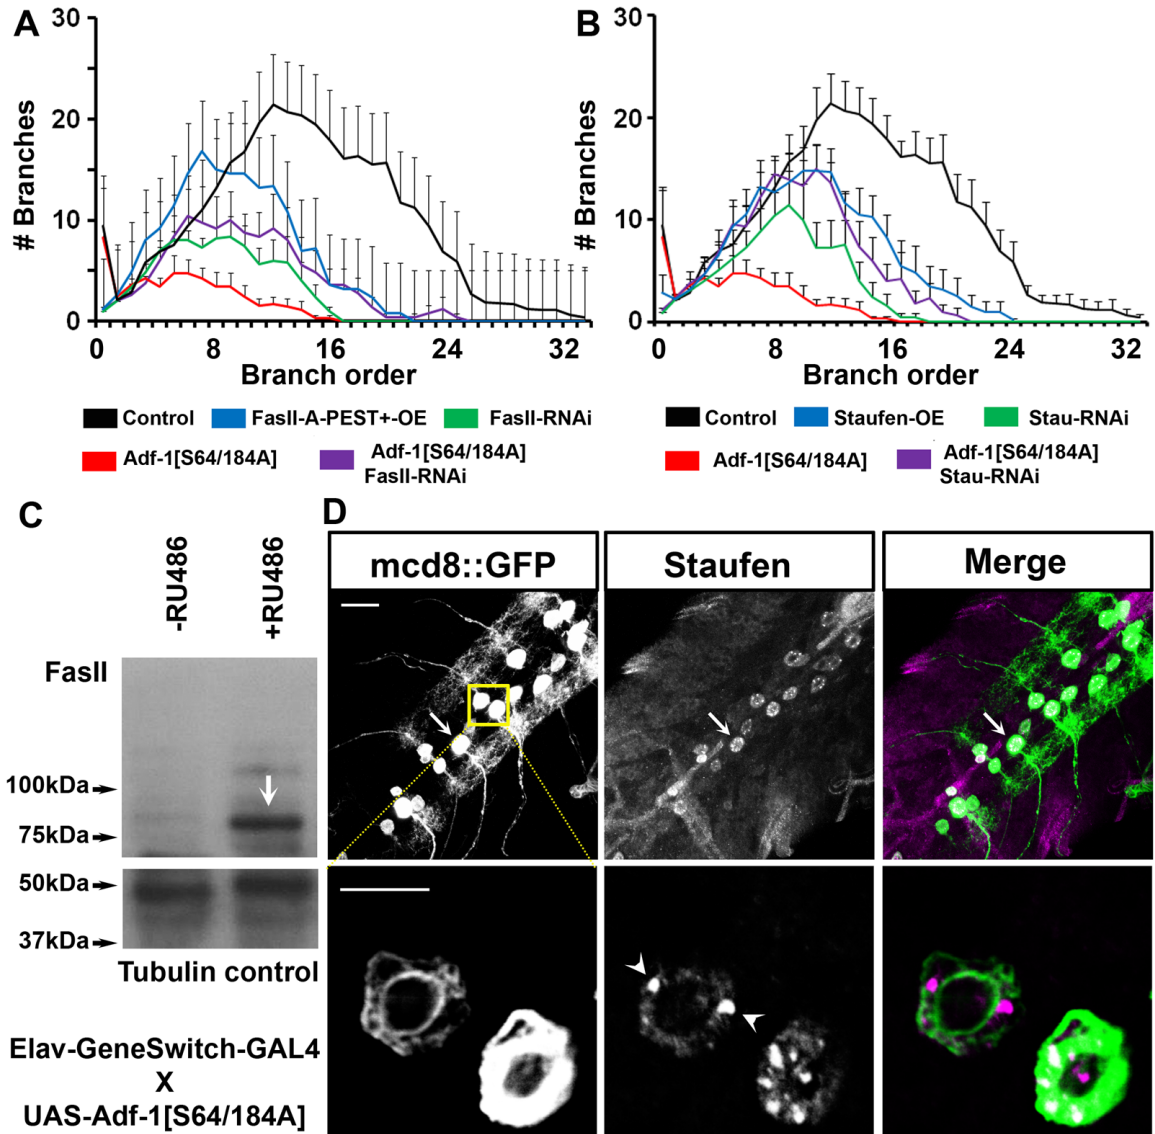 A
30
20
10
0
# Branches
0 8 16 24 32
Branch order
Control FasII-A-PEST+-OE FasII-RNAi
Adf-1[S64/184A] Adf-1[S64/184A]
FasII-RNAi
B
30
20
10
0
# Branches
0 8 16 24 32
Branch order
Control Staufen-OE Stau-RNAi
Adf-1[S64/184A] Adf-1[S64/184A]
Stau-RNAi
C
-RU486
+RU486
FasII
100kDa
75kDa
50kDa
37kDa
Tubulin control
Elav-GeneSwitch-GAL4
X
UAS-Adf-1[S64/184A]
D
mcd8::GFP Staufen Merge